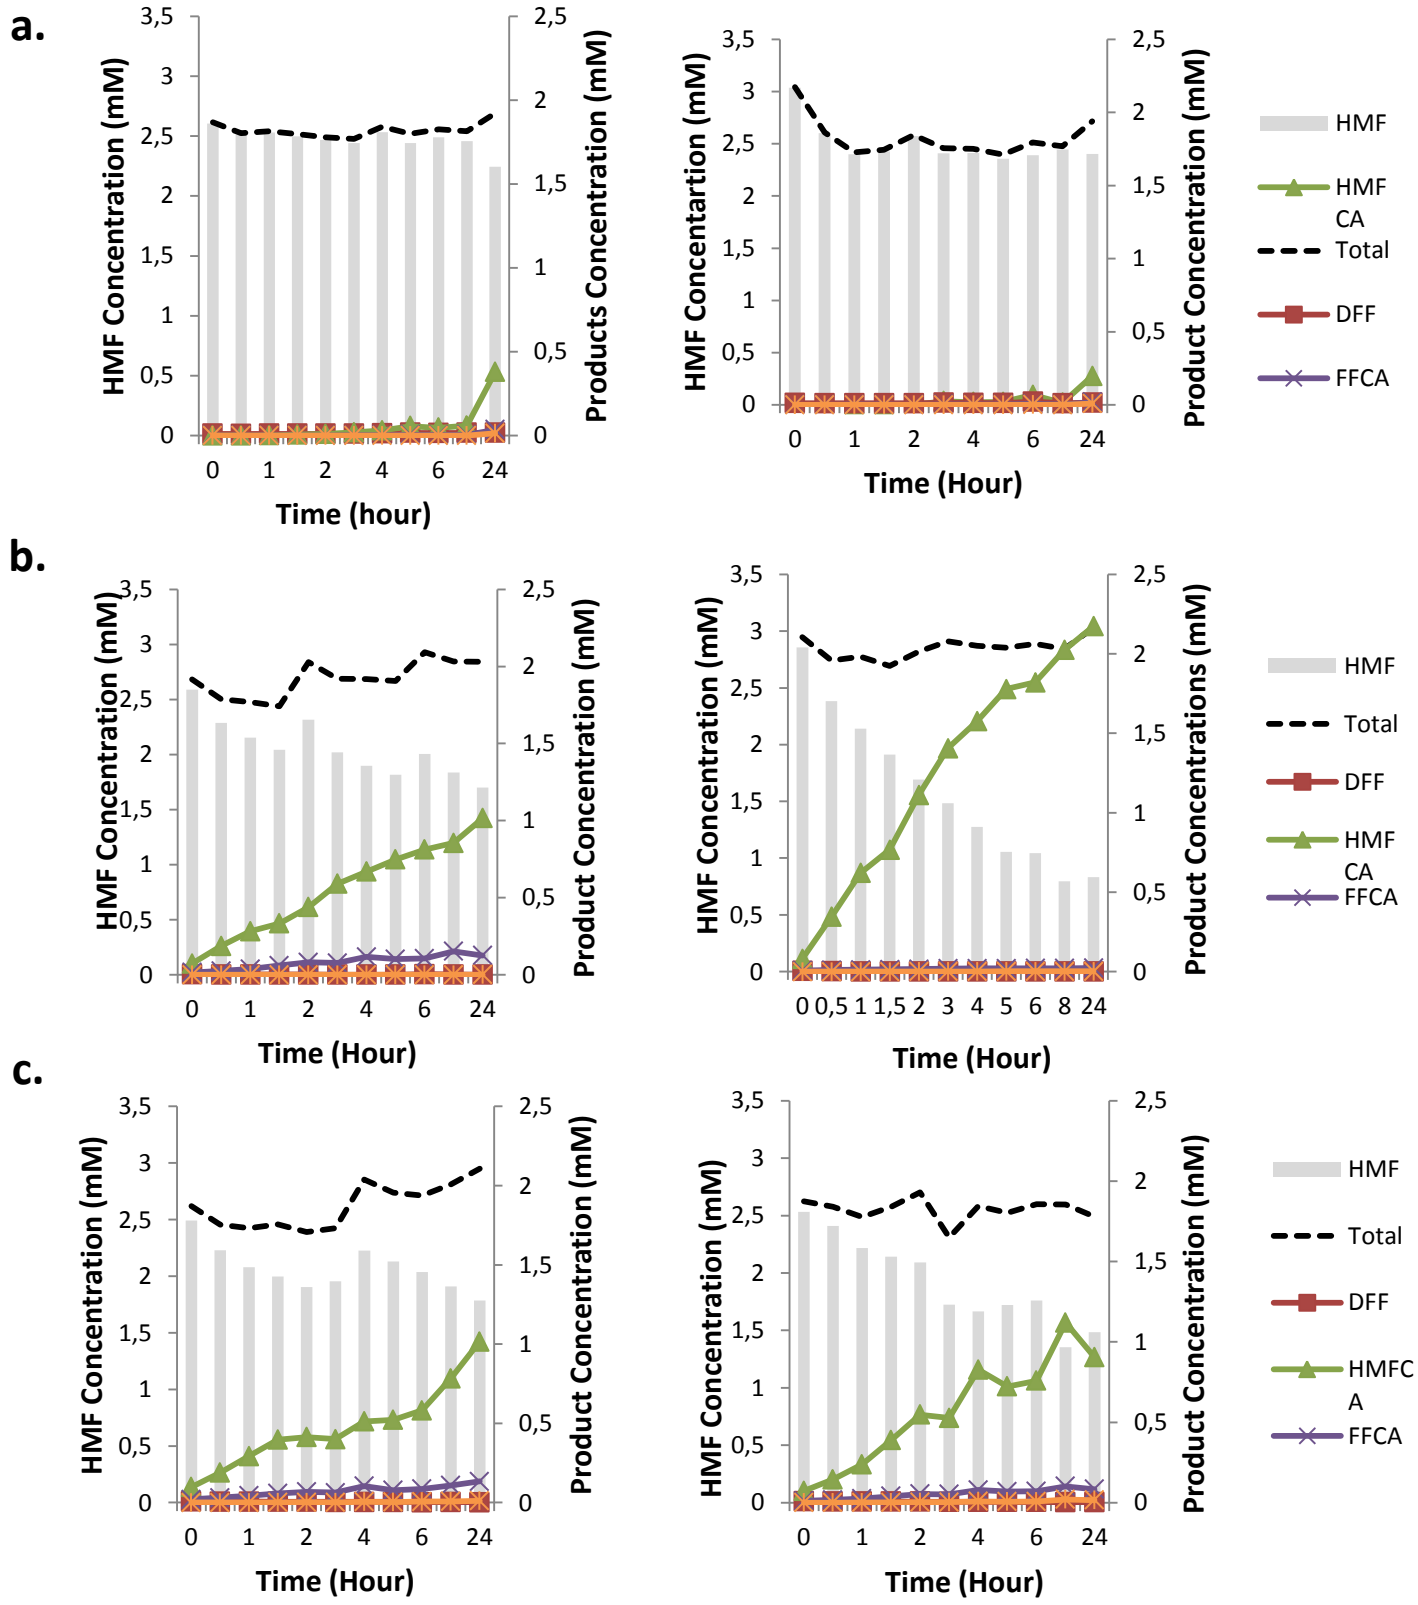 a.
3,5
3
2,5
2
1,5
1
0,5
0
HMF Concentration (mM)
2,5
2
1,5
1
0,5
0
Products Concentration (mM)
0 1 2 4 6 24
Time (hour)
3,5
3
2,5
2
1,5
1
0,5
0
HMF Concentartion (mM)
2,5
2
1,5
1
0,5
0
Product Concentration (mM)
0 1 2 4 6 24
Time (Hour)
HMF
HMF
CA
Total
DFF
FFCA
b.
3,5
3
2,5
2
1,5
1
0,5
0
HMF Concentration (mM)
2,5
2
1,5
1
0,5
0
Product Concentration (mM)
0 1 2 4 6 24
Time (Hour)
3,5
3
2,5
2
1,5
1
0,5
0
HMF Concentration (mM)
2,5
2
1,5
1
0,5
0
Product Concentrations (mM)
0 0,5 1 1,5 2 3 4 5 6 8 24
Time (Hour)
HMF
Total
DFF
HMF
CA
FFCA
c.
3,5
3
2,5
2
1,5
1
0,5
0
HMF Concentration (mM)
2,5
2
1,5
1
0,5
0
Product Concentration (mM)
0 1 2 4 6 24
Time (Hour)
3,5
3
2,5
2
1,5
1
0,5
0
HMF Concentration (mM)
2,5
2
1,5
1
0,5
0
Product Concentration (mM)
0 1 2 4 6 24
Time (Hour)
HMF
Total
DFF
HMFC
A
FFCA